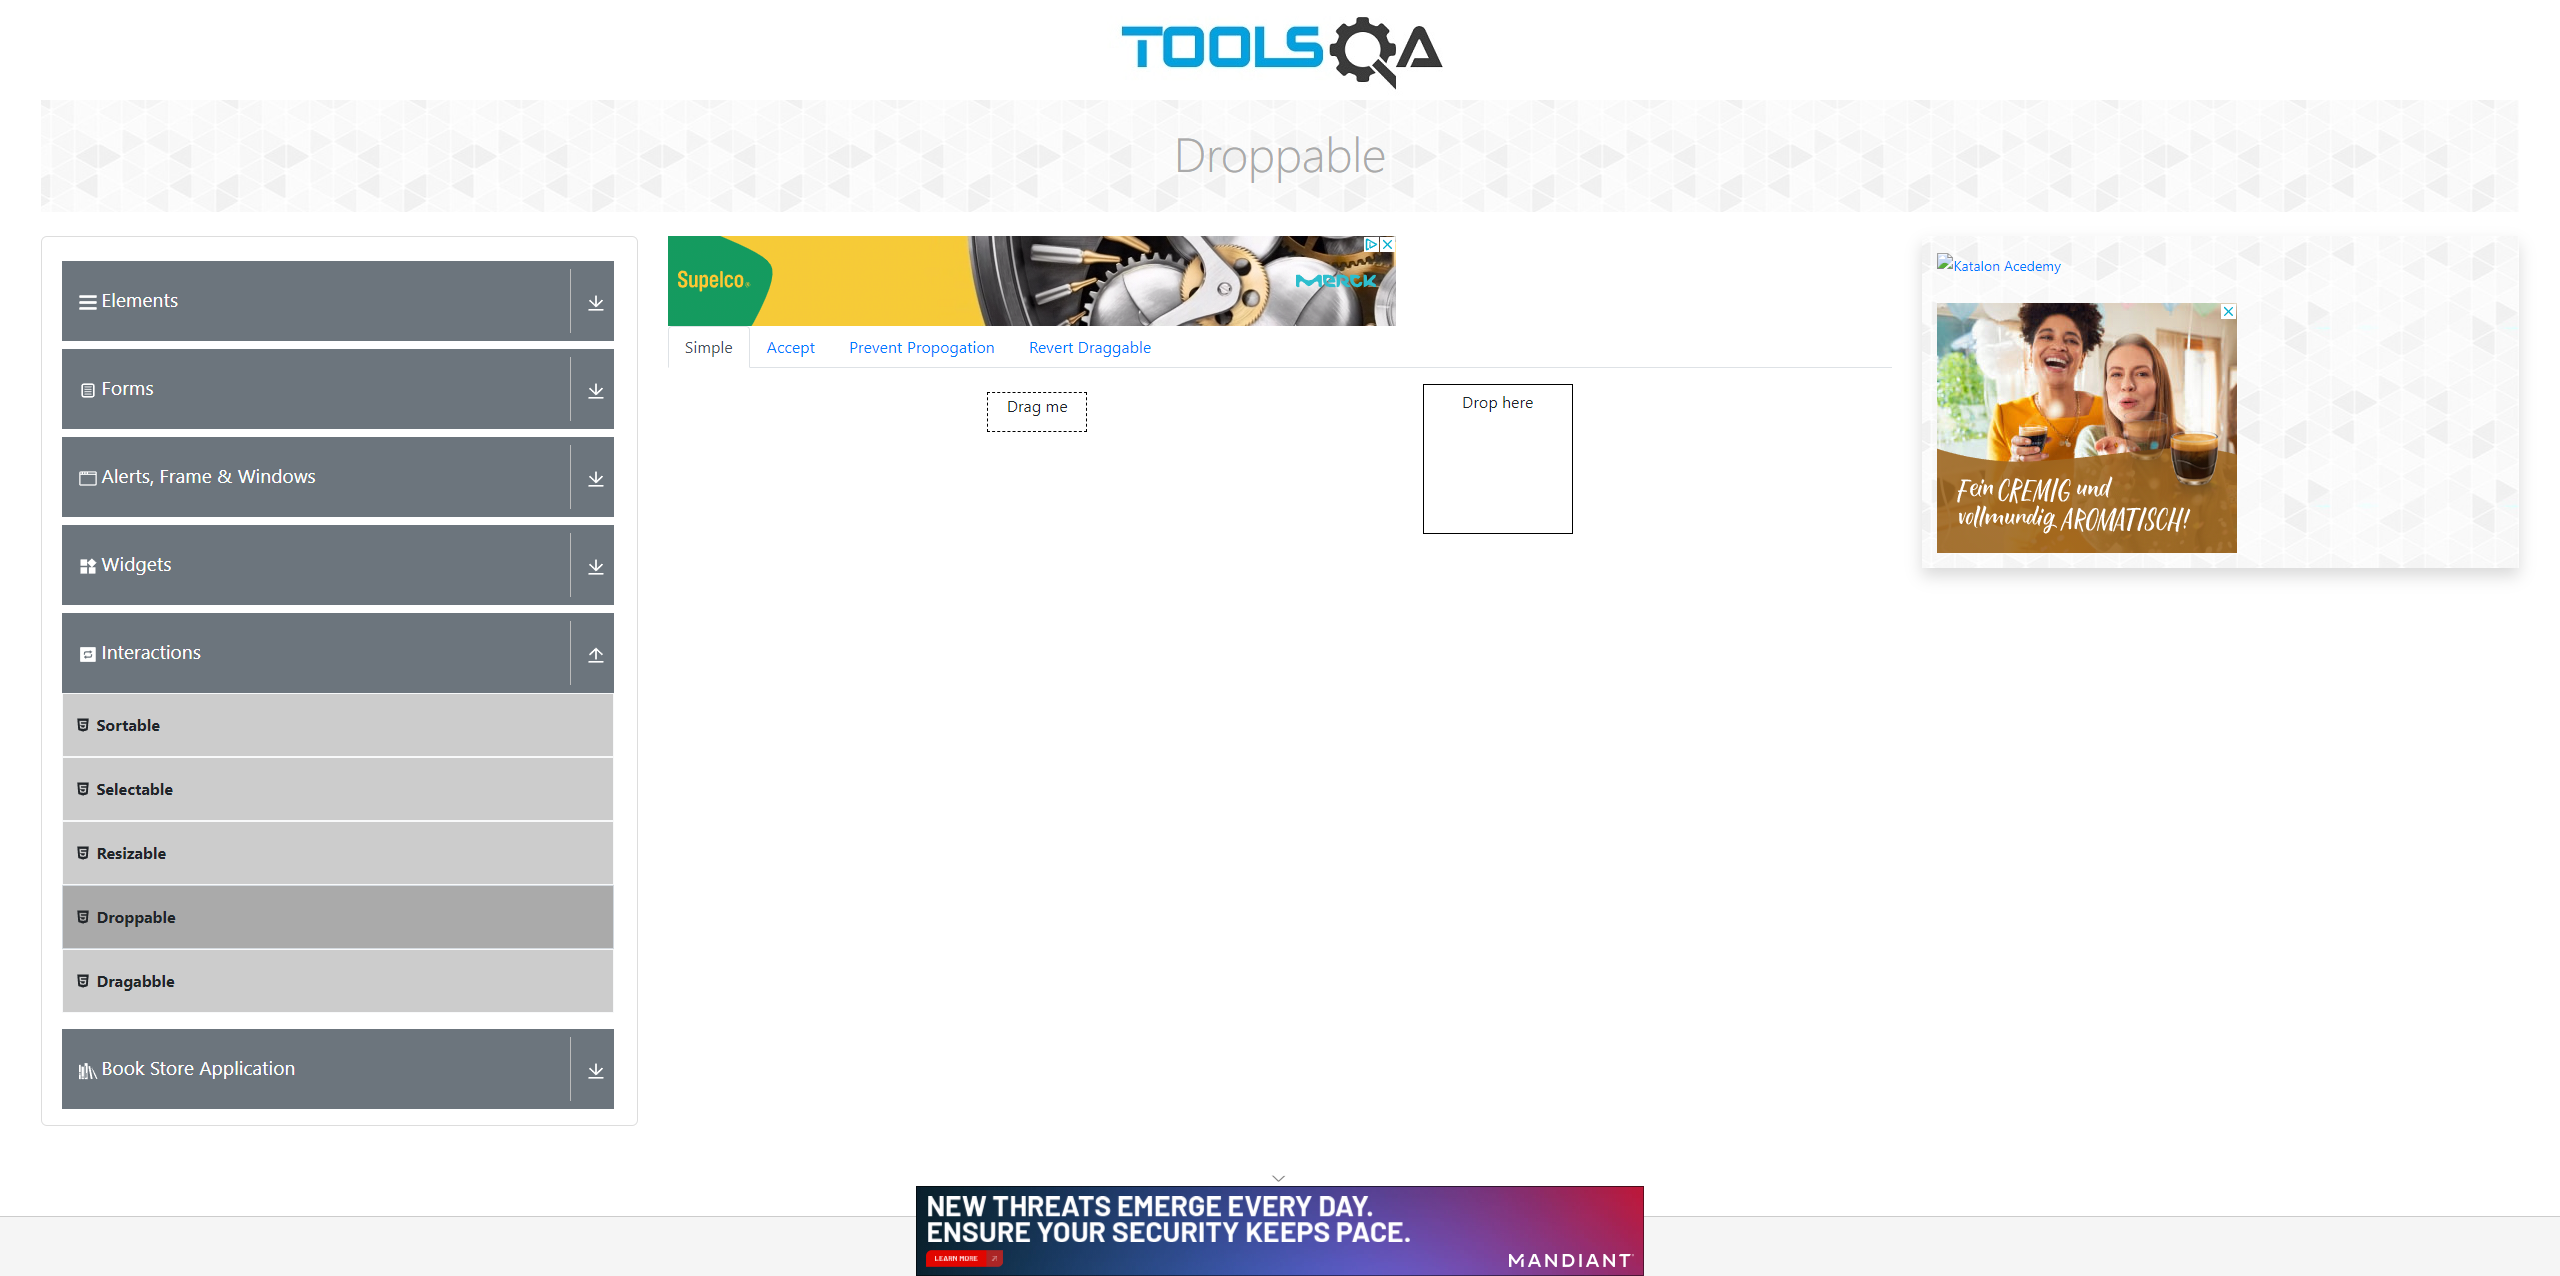 TOOLSQA
Droppable
Elements
Forms
Alerts, Frame & Windows
Widgets
Interactions
Sortable
Selectable
Resizable
Droppable
Dragabble
Book Store Application
Supelco®
MERCK
Simple Accept Prevent Propogation Revert Draggable
Drag me
Drop here
Katalon Acedemy
Fein CREMIG und
vollmundig AROMATISCH!
NEW THREATS EMERGE EVERY DAY.
ENSURE YOUR SECURITY KEEPS PACE.
LEARN MORE
MANDIANT